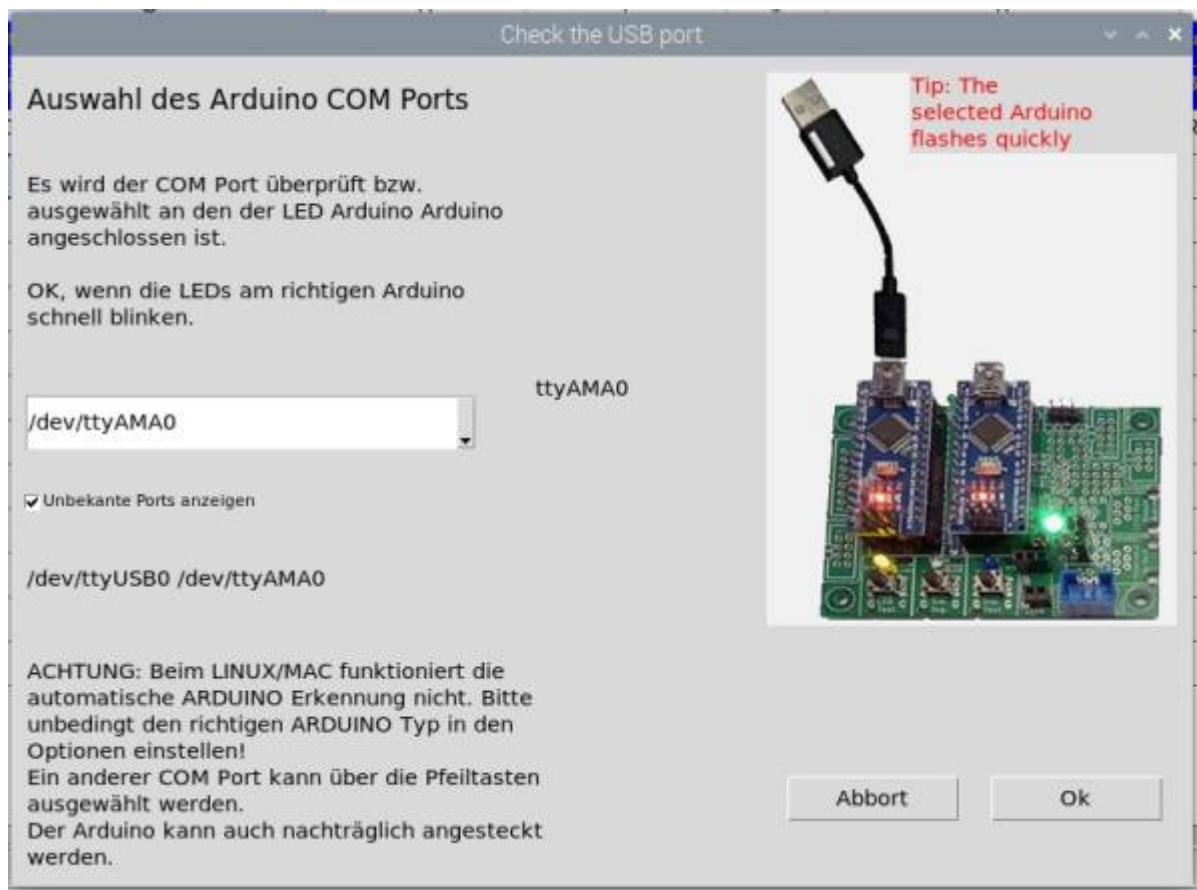 Check the USB port
Auswahl des Arduino COM Ports
Tip: The
selected Arduino
flashes quickly
Es wird der COM Port überprüft bzw.
ausgewählt an den der LED Arduino Arduino
angeschlossen ist.
OK, wenn die LEDs am richtigen Arduino
schnell blinken.
ttyAMA0
/dev/ttyAMA0
Unbekante Ports anzeigen
/dev/ttyUSB0 /dev/ttyAMA0
ACHTUNG: Beim LINUX/MAC funktioniert die
automatische ARDUINO Erkennung nicht. Bitte
unbedingt den richtigen ARDUINO Typ in den
Optionen einstellen!
Ein anderer COM Port kann über die Pfeiltasten
ausgewählt werden.
Der Arduino kann auch nachträglich angesteckt
werden.
Abbort
Ok